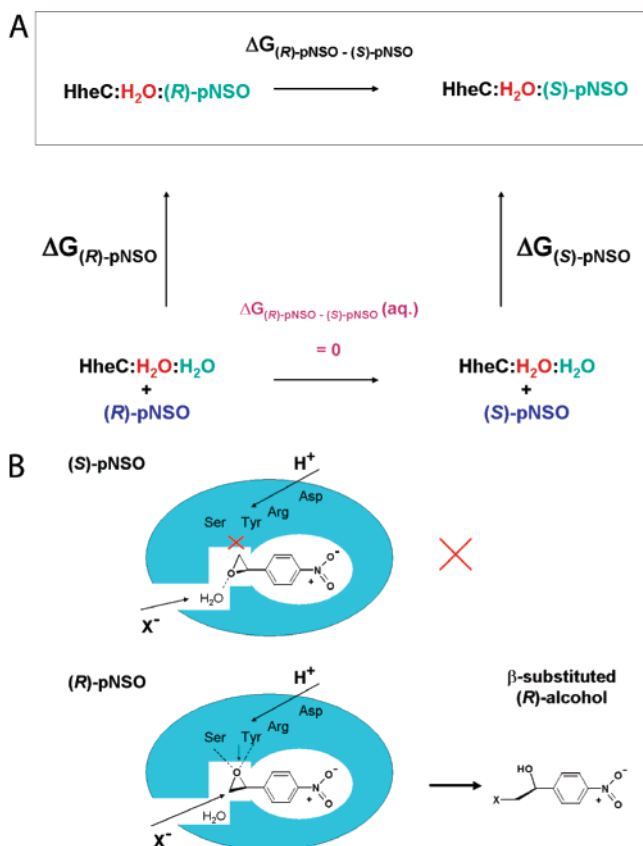 A
ΔG(R)-pNSO - (S)-pNSO
HheC:H₂O:(R)-pNSO
HheC:H₂O:(S)-pNSO
ΔG(R)-pNSO
ΔG(S)-pNSO
ΔG(R)-pNSO - (S)-pNSO (aq.)
= 0
HheC:H₂O:H₂O
+
(R)-pNSO
HheC:H₂O:H₂O
+
(S)-pNSO
B
(S)-pNSO
H⁺
Asp
Arg
Ser Tyr
O
N
+
O⁻
O
H₂O
X⁻
(R)-pNSO
H⁺
Asp
Arg
Ser Tyr
O
N
+
O⁻
O
H₂O
X⁻
β-substituted
(R)-alcohol
HO
X
N
+
O⁻
O